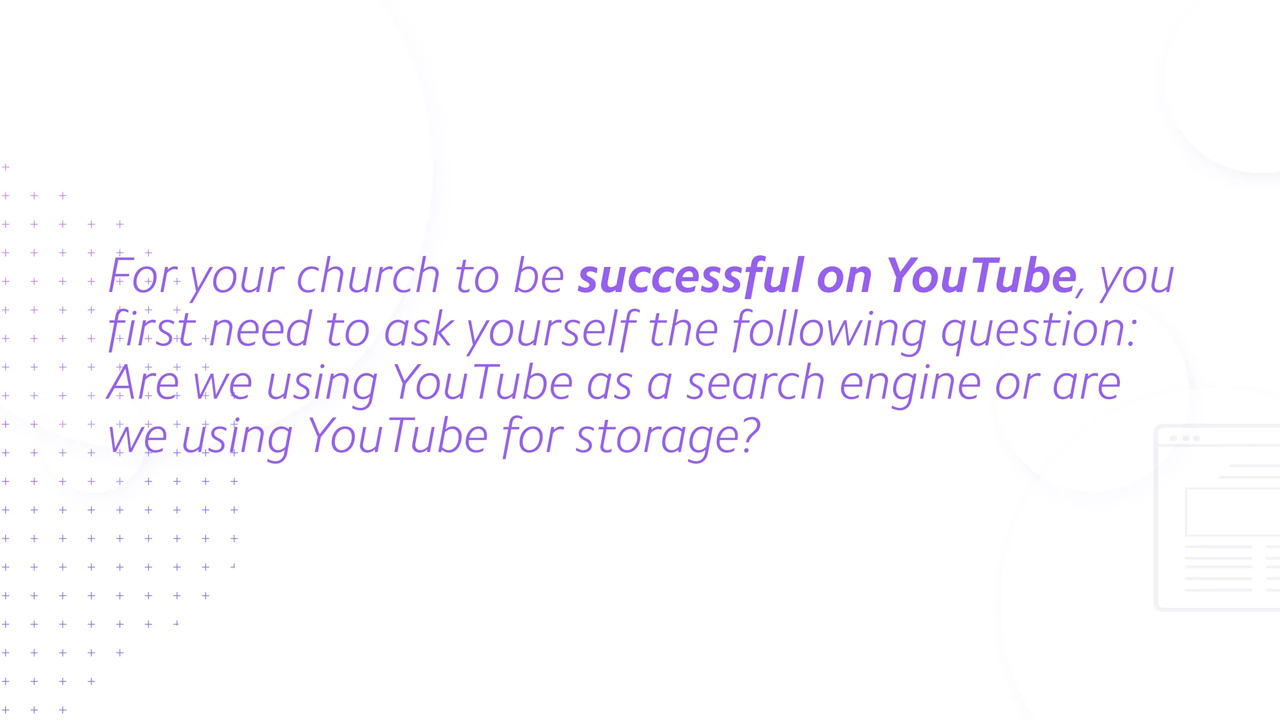 For your church to be successful on YouTube, you
first need to ask yourself the following question:
Are we using YouTube as a search engine or are
we using YouTube for storage?